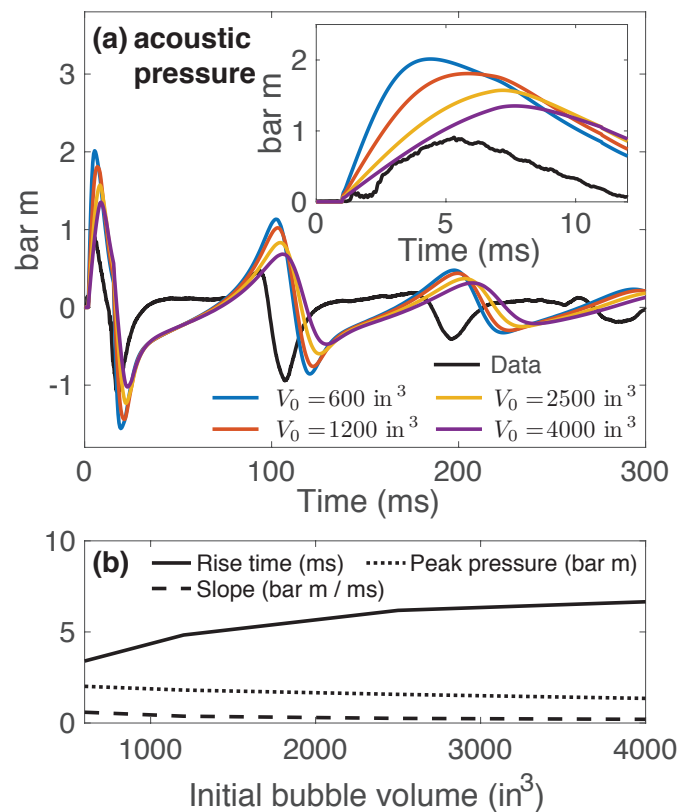 (a) acoustic
pressure
bar m
3
2
1
0
-1
bar m
2
1
0
0 5 10
Time (ms)
Data
V₀ = 600 in³ V₀ = 2500 in³
V₀ = 1200 in³ V₀ = 4000 in³
0 100 200 300
Time (ms)
(b)
Rise time (ms) Peak pressure (bar m)
Slope (bar m / ms)
10
5
0
1000 2000 3000 4000
Initial bubble volume (in³)